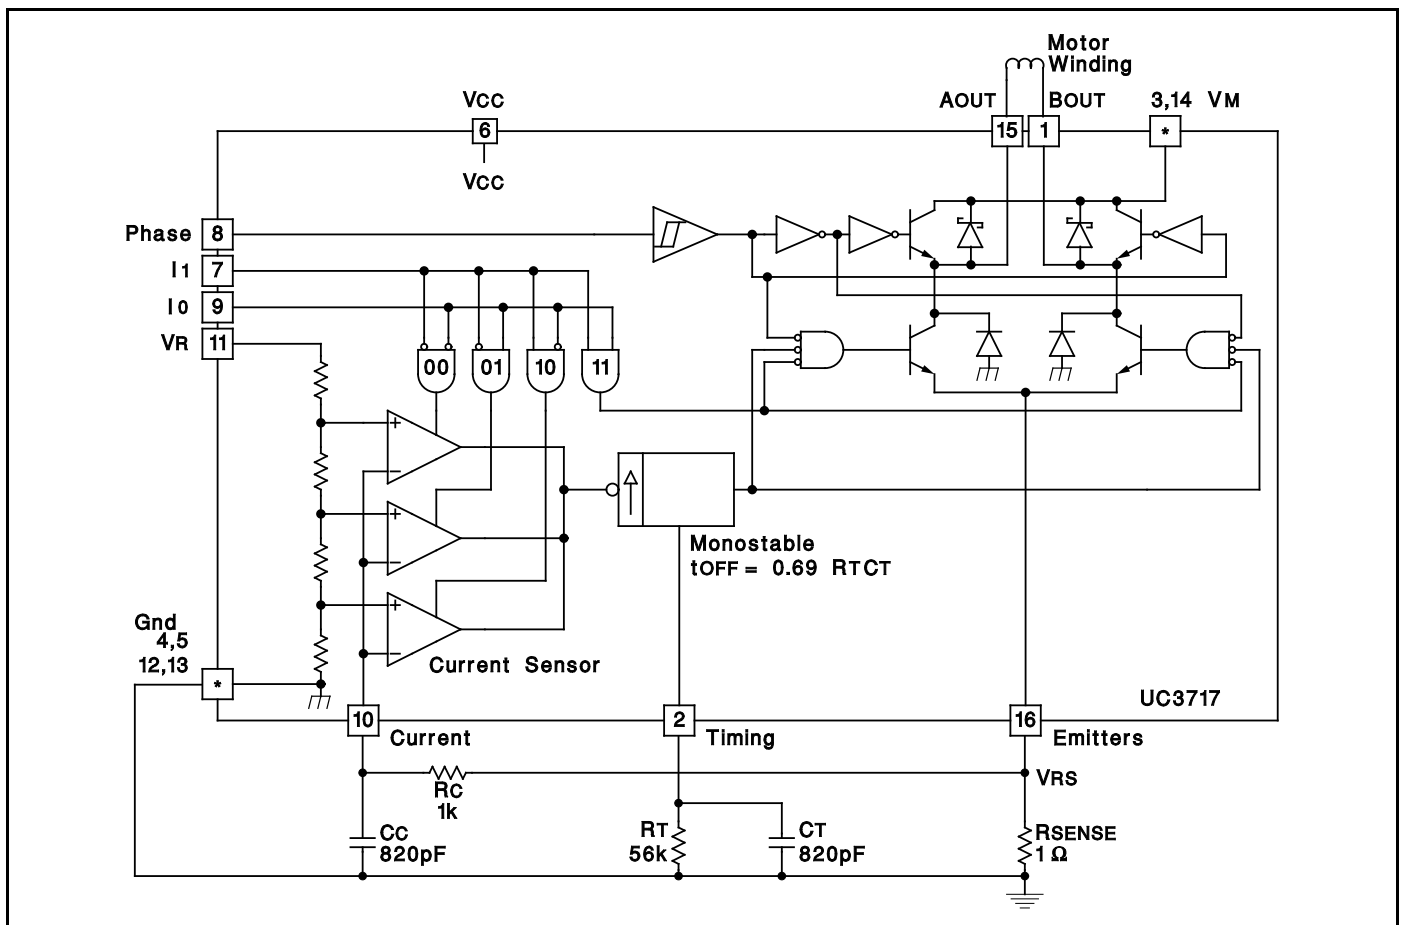 Motor
Winding
VCC
AOUT
BOUT
3,14 VM
6
15
1
*
VCC
Phase
8
I1
7
I0
9
VR
11
00
01
10
11
+
−
+
−
Monostable
tOFF = 0.69 RTCT
+
−
Gnd
4,5
12,13
*
Current Sensor
UC3717
10
Current
2
Timing
16
Emitters
VRS
RC
1k
CC
820pF
RT
56k
CT
820pF
RSENSE
1 Ω